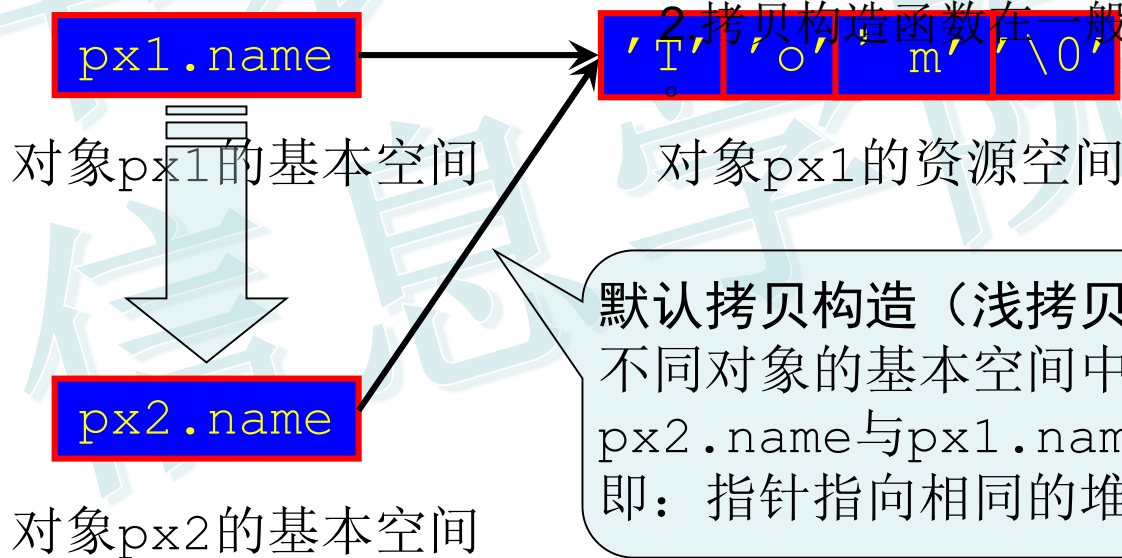 2.拷贝构造函数在一般
。
px1.name
'T' 'o' 'm' '\0'
对象px1的基本空间
对象px1的资源空间
默认拷贝构造（浅拷贝
不同对象的基本空间中
px2.name与px1.nam
即：指针指向相同的堆
px2.name
对象px2的基本空间
信息学院